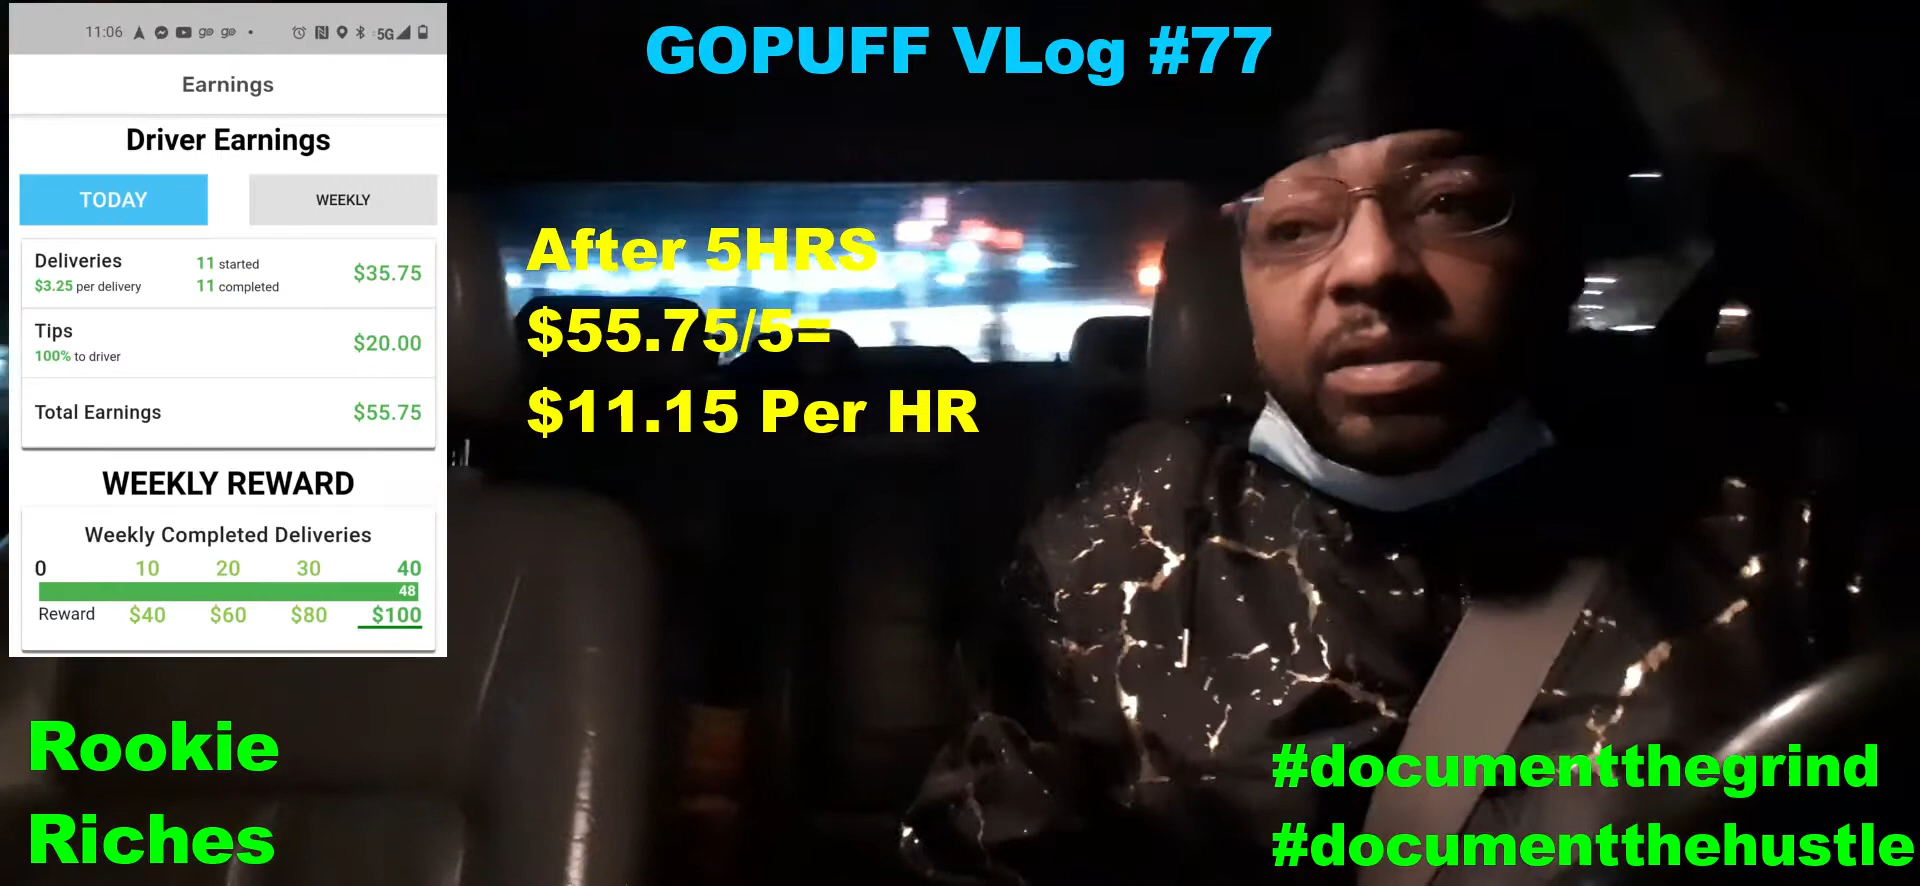 11:06
5G
Earnings
Driver Earnings
TODAY
WEEKLY
Deliveries
11 started
$35.75
$3.25 per delivery
11 completed
Tips
$20.00
100% to driver
Total Earnings
$55.75
WEEKLY REWARD
Weekly Completed Deliveries
0 10 20 30 40
48
Reward $40 $60 $80 $100
GOPUFF VLog #77
After 5HRS
$55.75/5=
$11.15 Per HR
Rookie
Riches
#documentthegrind
#documentthehustle